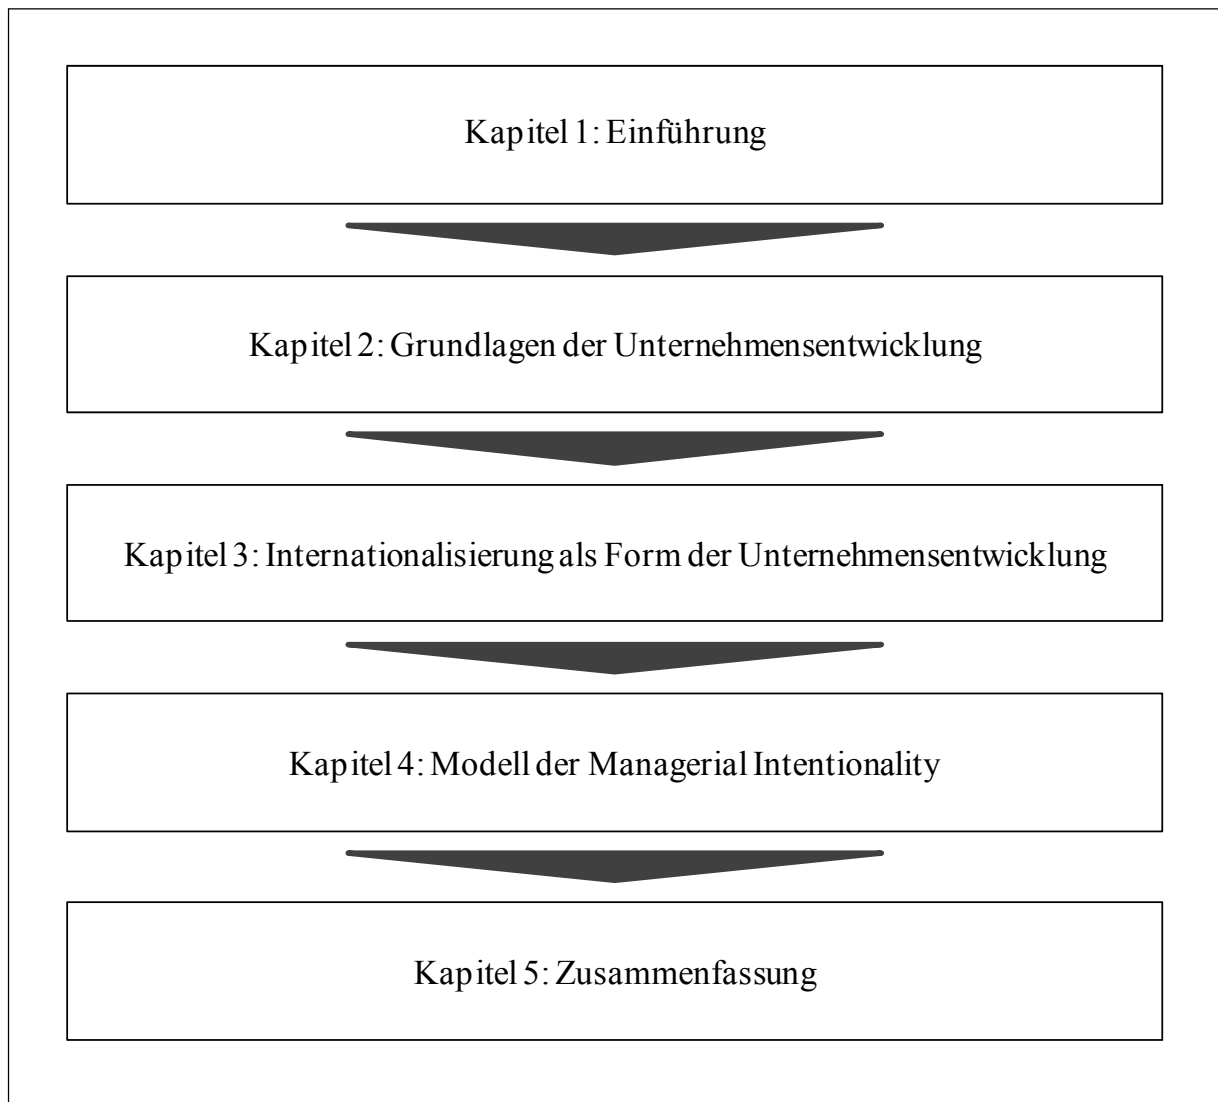 Kapitel 1: Einführung
Kapitel 2: Grundlagen der Unternehmensentwicklung
Kapitel 3: Internationalisierung als Form der Unternehmensentwicklung
Kapitel 4: Modell der Managerial Intentionality
Kapitel 5: Zusammenfassung